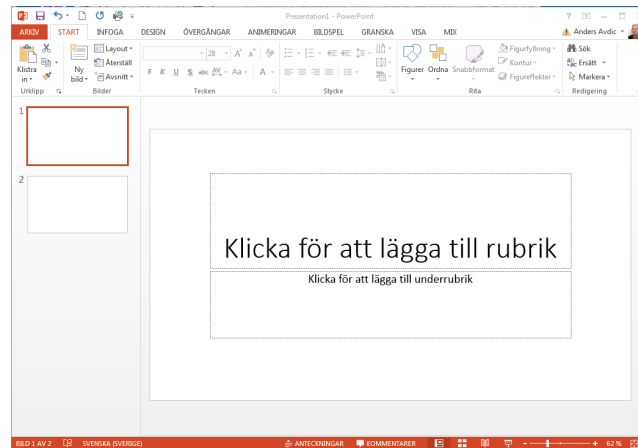 Presentation1 - PowerPoint
ARKIV START INFOGA DESIGN ÖVERGÅNGAR ANIMERINGAR BILDSPEL GRANSKA VISA MIX Anders Avdic
Klistra in
Ny bild
Layout
Återställ
Avsnitt
28
F K U S abc AV Aa A
Figurer Ordna Snabbformat
Figurfyllning
Kontur
Figureffekter
Sök
Ersätt
Markera
Urklipp Bilder Tecken Stycke Rita Redigering
1
2
Klicka för att lägga till rubrik
Klicka för att lägga till underrubrik
BILD 1 AV 2 SVENSKA (SVERIGE) ANTECKNINGAR KOMMENTARER 62 %